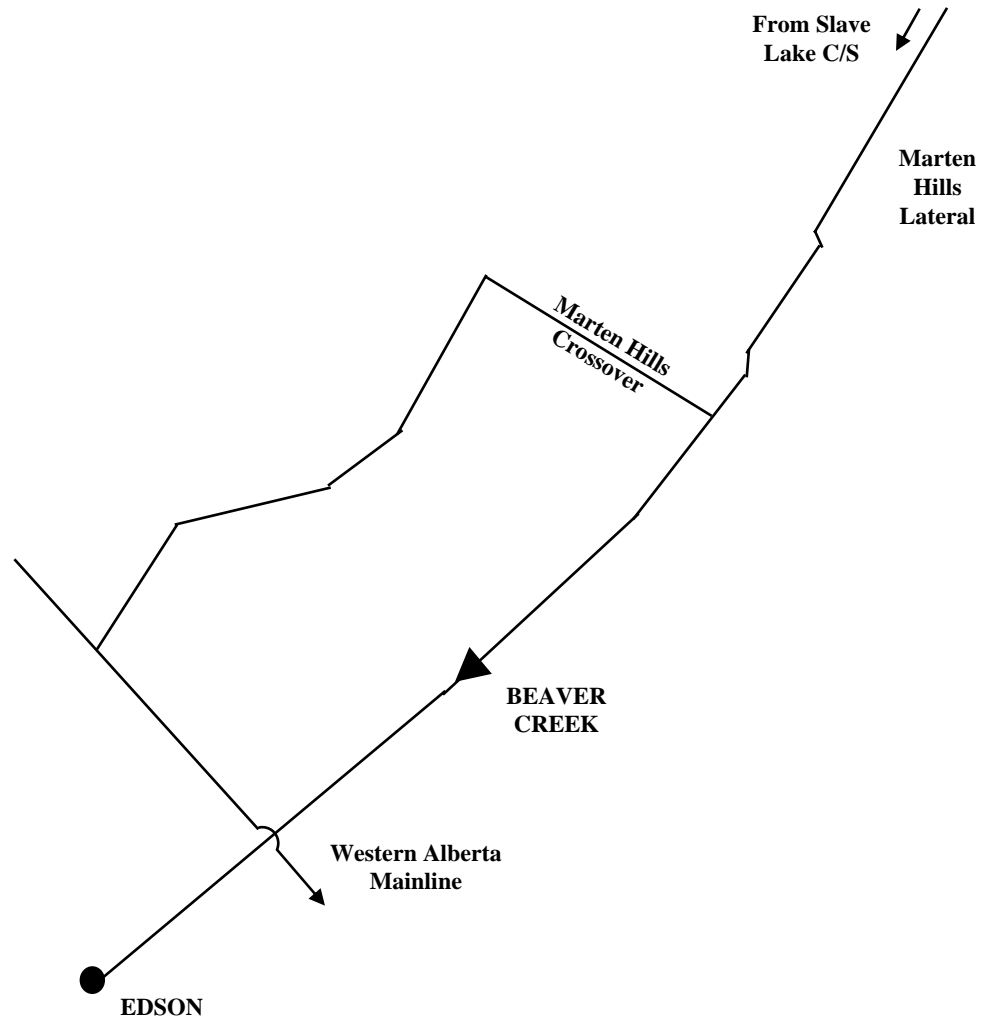 From Slave
Lake C/S
Marten
Hills
Lateral
Marten Hills
Crossover
BEAVER
CREEK
Western Alberta
Mainline
EDSON